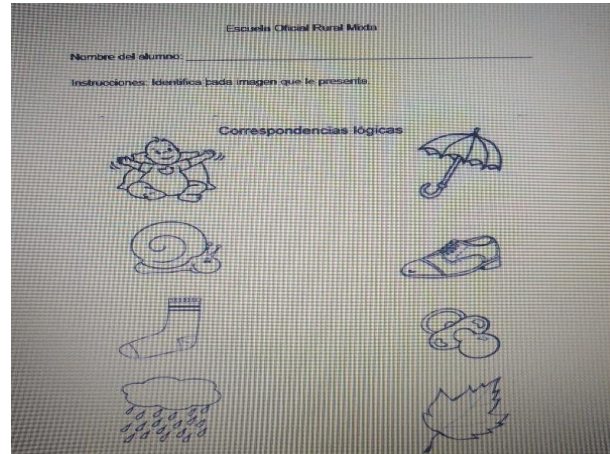 Escuela Oficial Rural Mixta
Nombre del alumno:
Instrucciones: Identifica cada imagen que le presenta.
Correspondencias lógicas